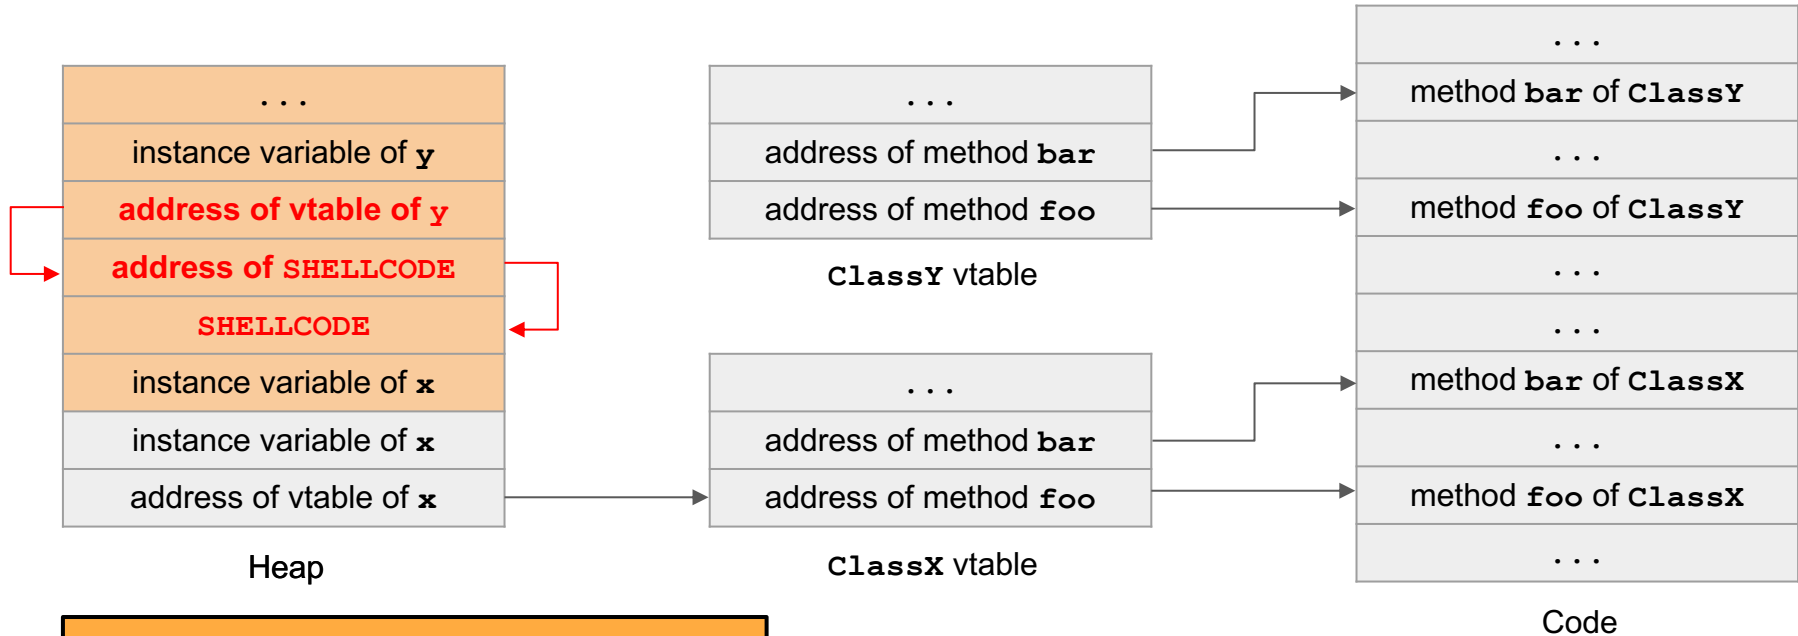 ...
instance variable of y
address of vtable of y
address of SHELLCODE
SHELLCODE
instance variable of x
instance variable of x
address of vtable of x
Heap
...
address of method bar
address of method foo
ClassY vtable
...
address of method bar
address of method foo
ClassX vtable
...
method bar of ClassY
...
method foo of ClassY
...
...
method bar of ClassX
...
method foo of ClassX
...
Code